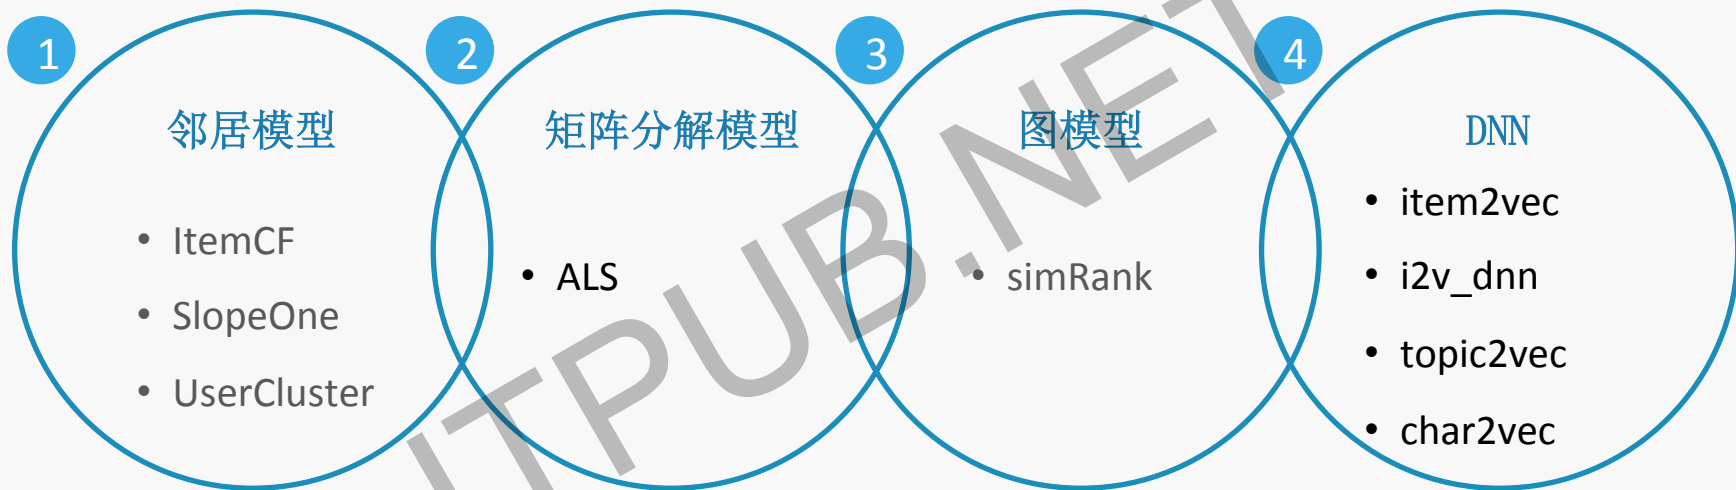 1
邻居模型
• ItemCF
• SlopeOne
• UserCluster
2
矩阵分解模型
• ALS
3
图模型
• simRank
4
DNN
• item2vec
• i2v_dnn
• topic2vec
• char2vec
ITPUB.NET